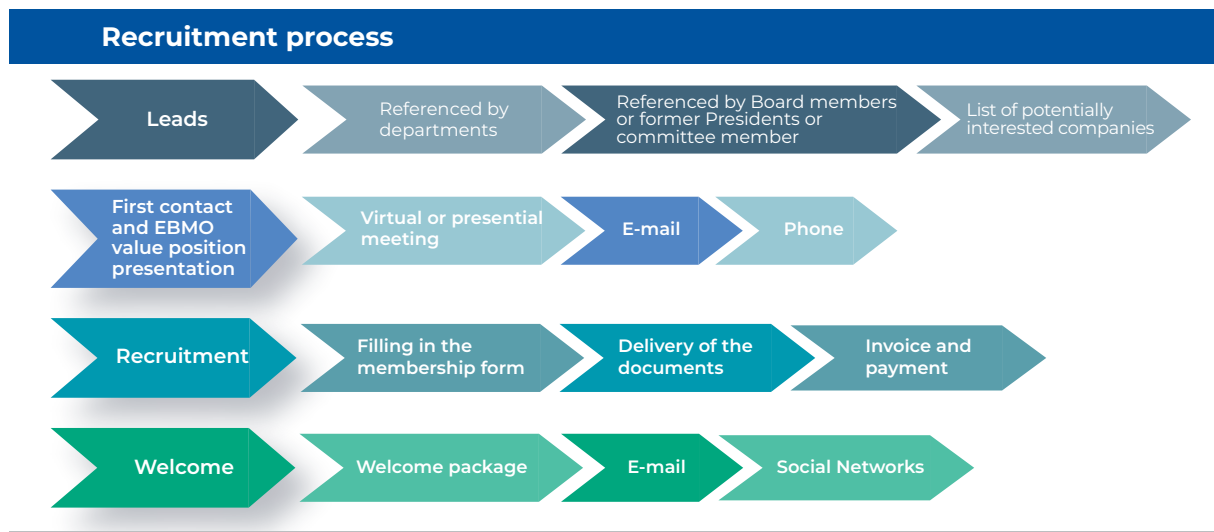 Recruitment process
Leads
Referenced by
departments
Referenced by Board members
or former Presidents or
committee member
List of potentially
interested companies
First contact
and EBMO
value position
presentation
Virtual or presential
meeting
E-mail
Phone
Recruitment
Filling in the
membership form
Delivery of the
documents
Invoice and
payment
Welcome
Welcome package
E-mail
Social Networks